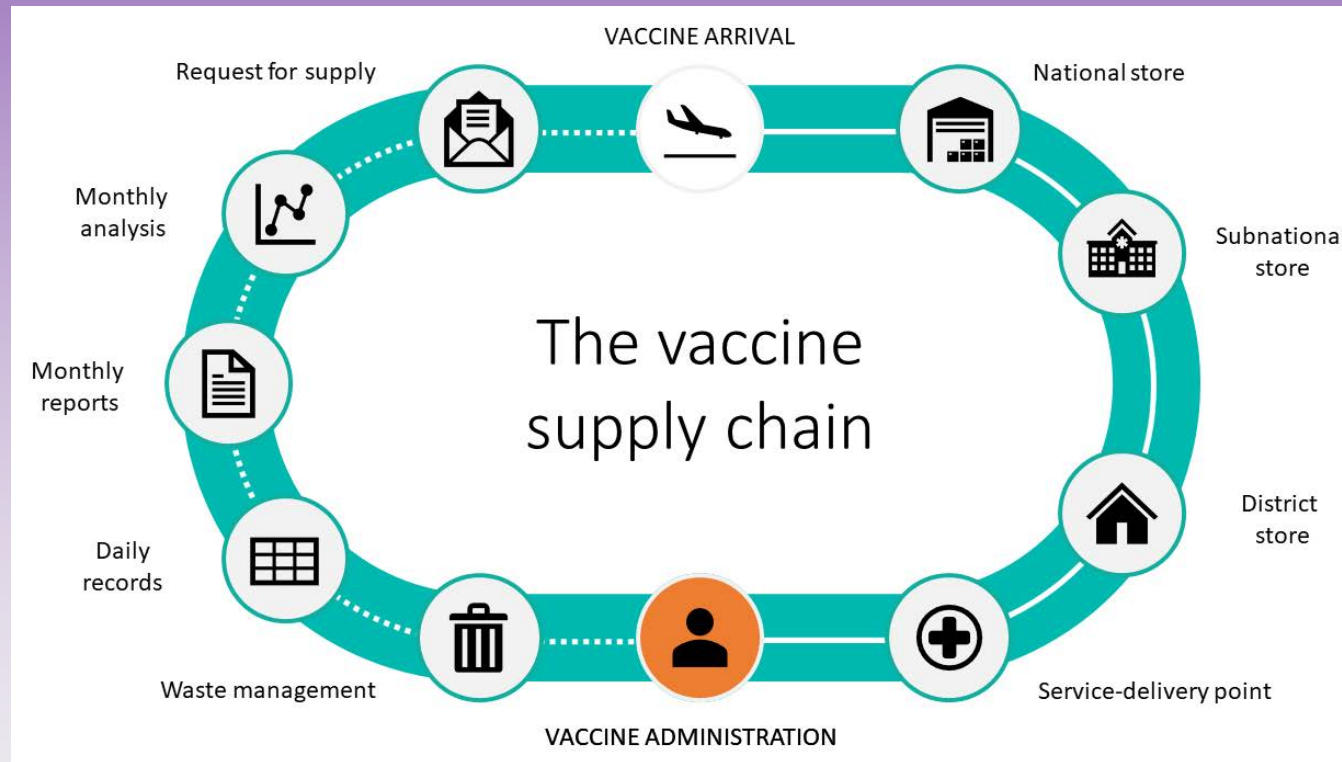 VACCINE ARRIVAL
Request for supply
National store
Monthly
analysis
Subnationa
store
The vaccine
supply chain
Monthly
reports
District
store
Daily
records
Waste management
Service-delivery point
VACCINE ADMINISTRATION